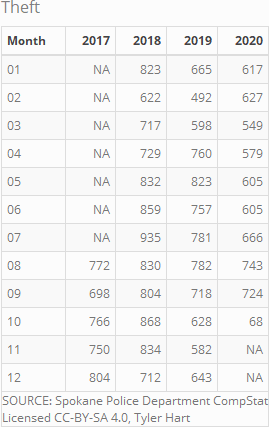 Theft
Month 2017 2018 2019 2020
01 NA 823 665 617
02 NA 622 492 627
03 NA 717 598 549
04 NA 729 760 579
05 NA 832 823 605
06 NA 859 757 605
07 NA 935 781 666
08 772 830 782 743
09 698 804 718 724
10 766 868 628 68
11 750 834 582 NA
12 804 712 643 NA
SOURCE: Spokane Police Department CompStat
Licensed CC-BY-SA 4.0, Tyler Hart